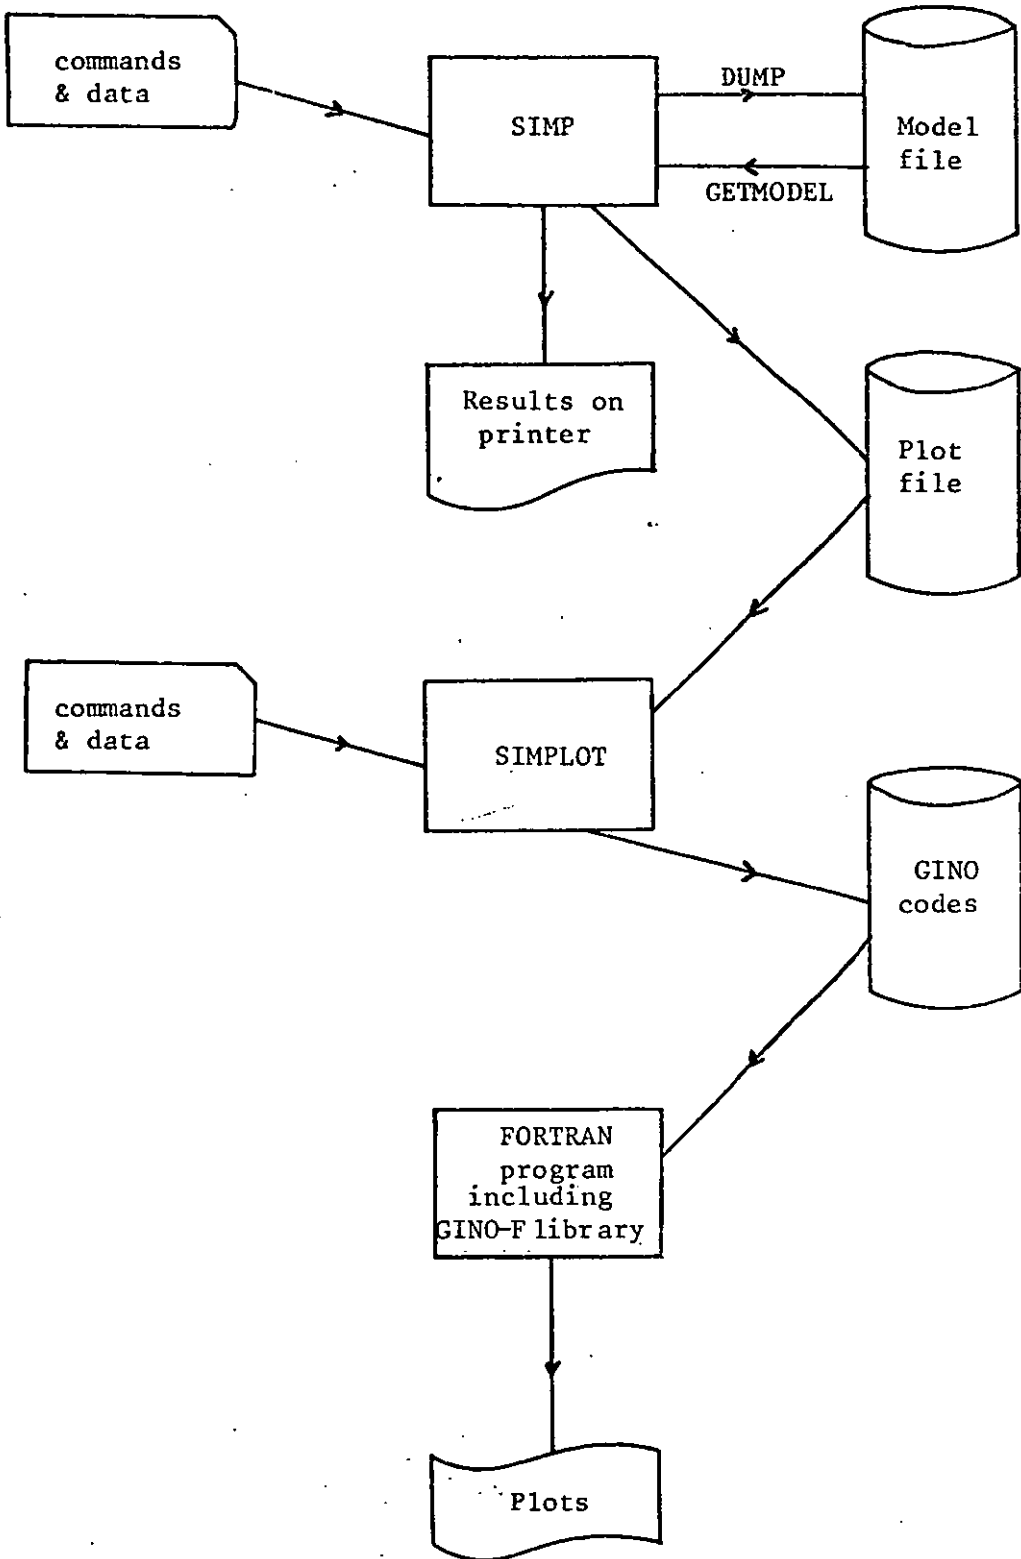 commands
& data
SIMP
DUMP
GETMODEL
Model
file
Results on
printer
Plot
file
commands
& data
SIMPLOT
GINO
codes
FORTRAN
program
including
GINO-F library
Plots